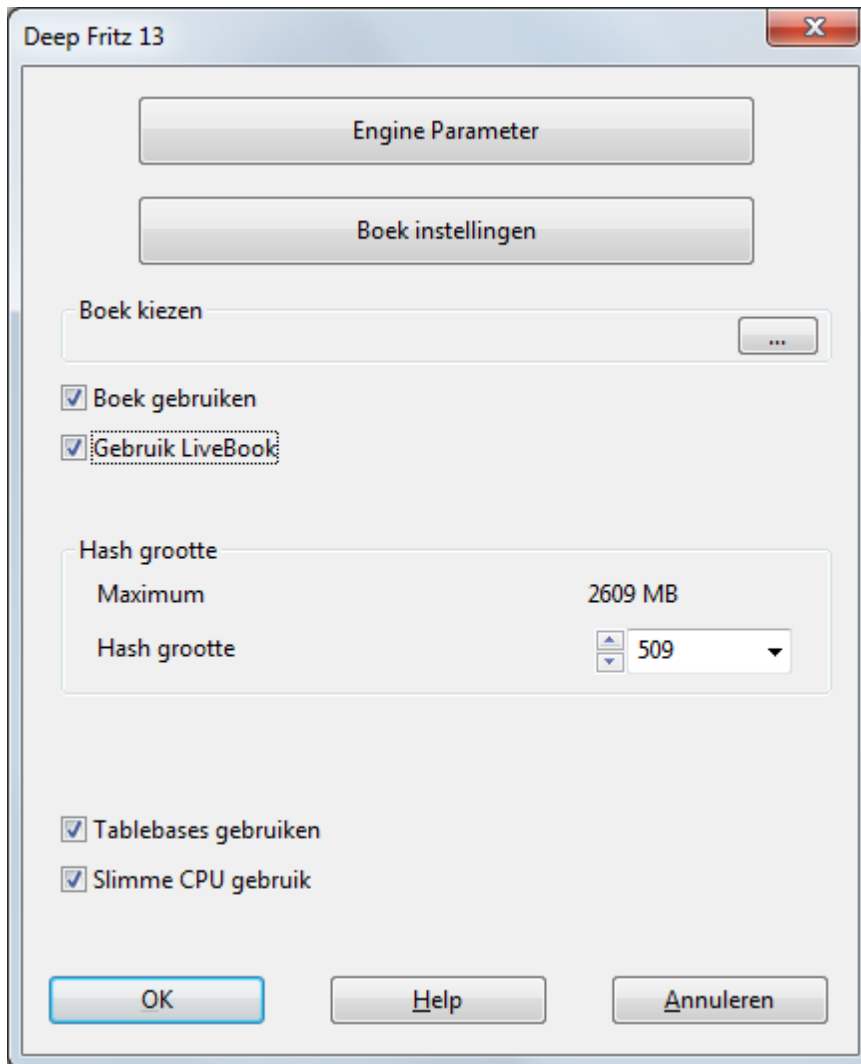 Deep Fritz 13
Engine Parameter
Boek instellingen
Boek kiezen
...
Boek gebruiken
Gebruik LiveBook
Hash grootte
Maximum 2609 MB
Hash grootte 509
Tablebases gebruiken
Slimme CPU gebruik
OK Help Annuleren